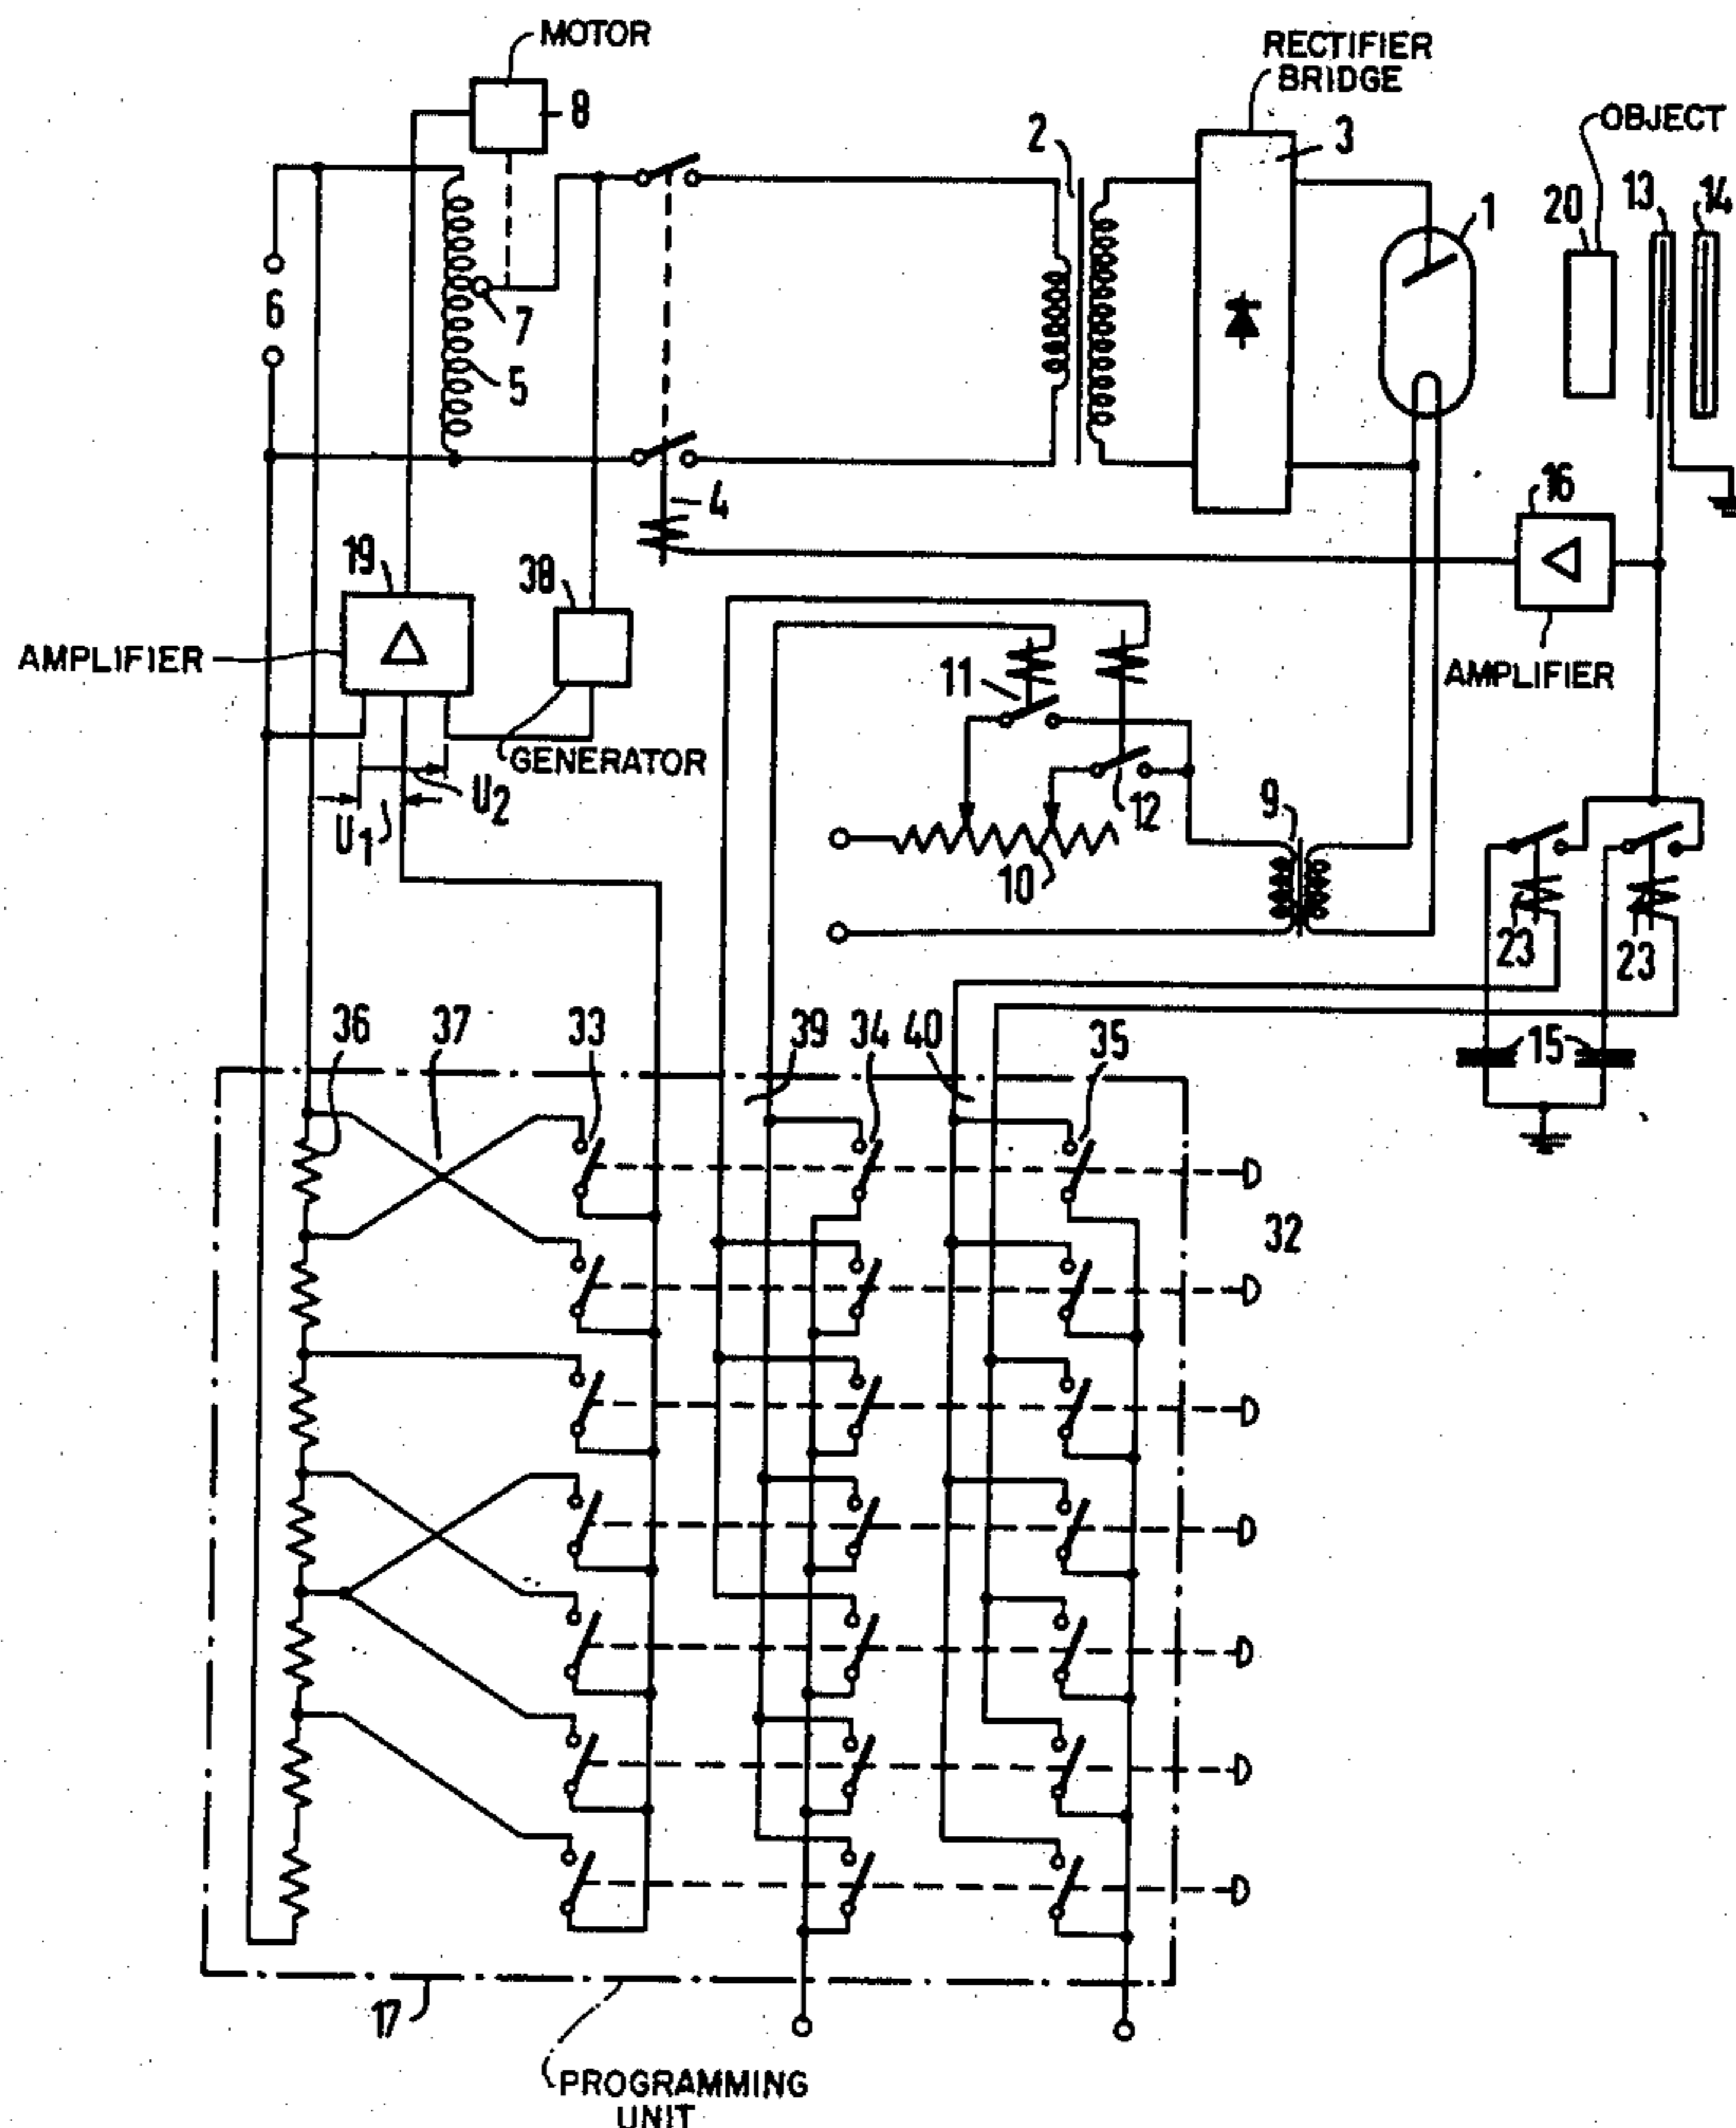 MOTOR
RECTIFIER
BRIDGE
OBJECT
8
2
3
1
20
13
14
6
7
5
4
16
19
38
AMPLIFIER
AMPLIFIER
11
GENERATOR
U2
U1
12
9
10
23
23
36
37
33
39
34
40
35
15
32
17
PROGRAMMING
UNIT